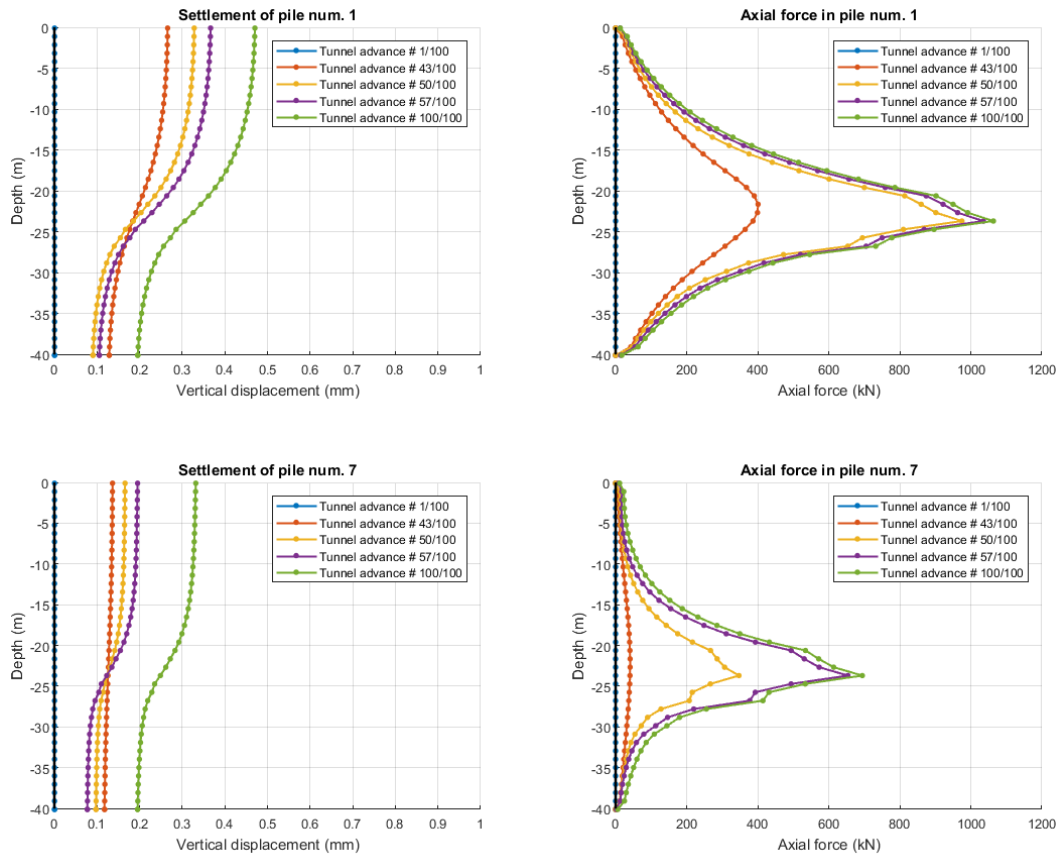 Settlement of pile num. 1
0
-5
-10
-15
-20
-25
-30
-35
-40
Depth (m)
Tunnel advance # 1/100
Tunnel advance # 43/100
Tunnel advance # 50/100
Tunnel advance # 57/100
Tunnel advance # 100/100
0 0.1 0.2 0.3 0.4 0.5 0.6 0.7 0.8 0.9 1
Vertical displacement (mm)
Axial force in pile num. 1
0
-5
-10
-15
-20
-25
-30
-35
-40
Depth (m)
Tunnel advance # 1/100
Tunnel advance # 43/100
Tunnel advance # 50/100
Tunnel advance # 57/100
Tunnel advance # 100/100
0 200 400 600 800 1000 1200
Axial force (kN)
Settlement of pile num. 7
0
-5
-10
-15
-20
-25
-30
-35
-40
Depth (m)
Tunnel advance # 1/100
Tunnel advance # 43/100
Tunnel advance # 50/100
Tunnel advance # 57/100
Tunnel advance # 100/100
0 0.1 0.2 0.3 0.4 0.5 0.6 0.7 0.8 0.9 1
Vertical displacement (mm)
Axial force in pile num. 7
0
-5
-10
-15
-20
-25
-30
-35
-40
Depth (m)
Tunnel advance # 1/100
Tunnel advance # 43/100
Tunnel advance # 50/100
Tunnel advance # 57/100
Tunnel advance # 100/100
0 200 400 600 800 1000 1200
Axial force (kN)